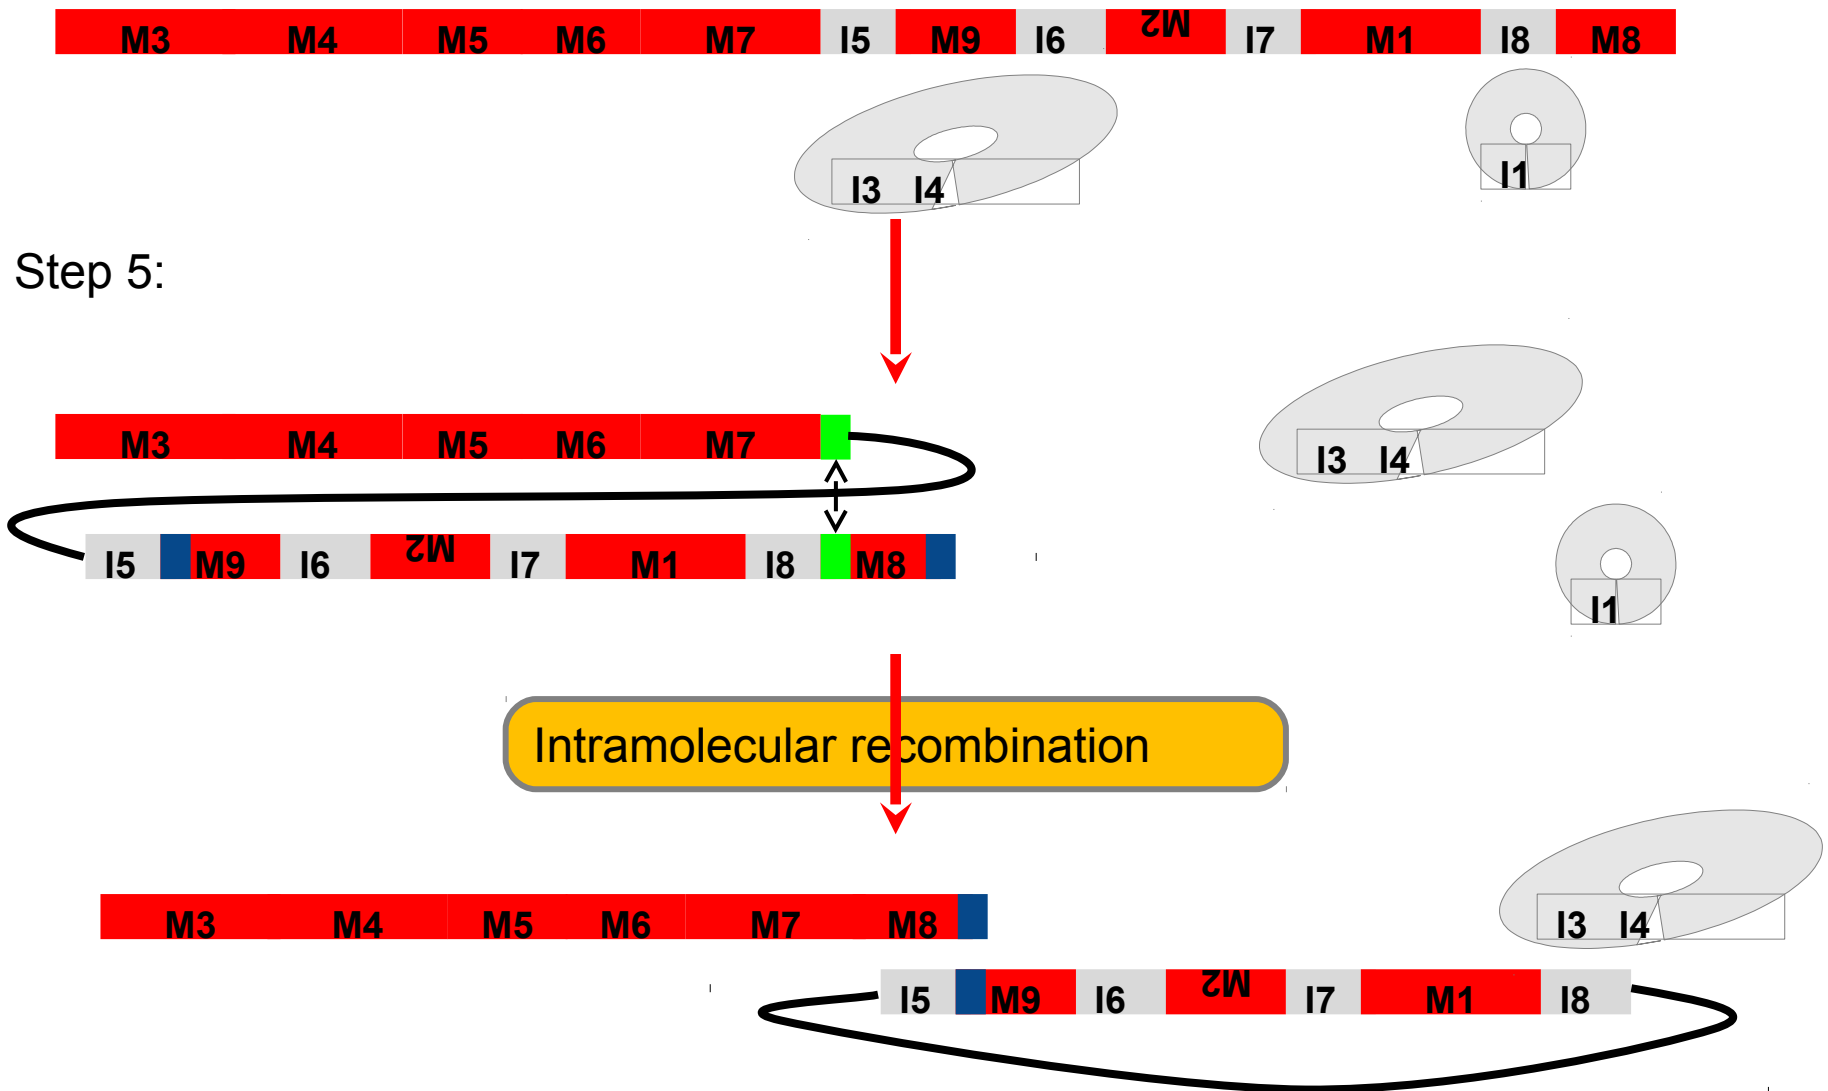 M3 M4 M5 M6 M7 I5 M9 I6 M2 I7 M1 I8 M8
I3 I4 I1
Step 5:
M3 M4 M5 M6 M7
I3 I4
I5 M9 I6 M2 I7 M1 I8 M8
I1
Intramolecular recombination
M3 M4 M5 M6 M7 M8
I3 I4
I5 M9 I6 M2 I7 M1 I8